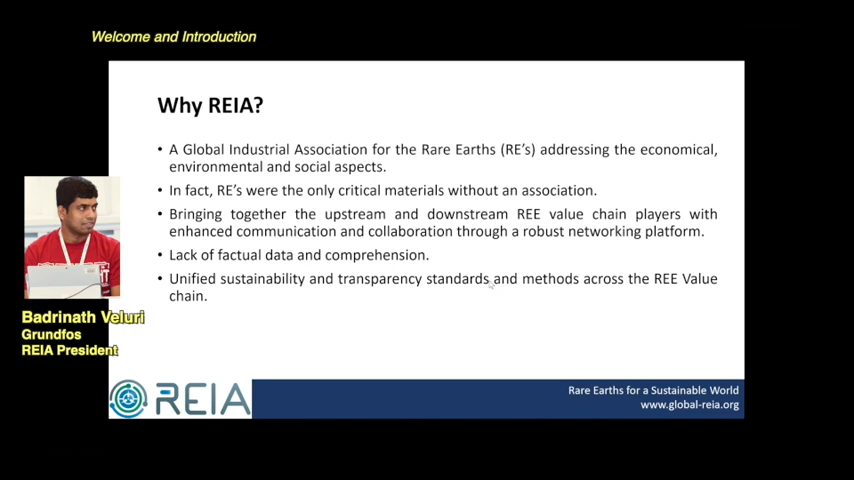 Welcome and Introduction
Why REIA?
• A Global Industrial Association for the Rare Earths (RE's) addressing the economical,
environmental and social aspects.
• In fact, RE's were the only critical materials without an association.
• Bringing together the upstream and downstream REE value chain players with
enhanced communication and collaboration through a robust networking platform.
• Lack of factual data and comprehension.
• Unified sustainability and transparency standards and methods across the REE Value
chain.
Badrinath Veluri
Grundfos
REIA President
REIA
Rare Earths for a Sustainable World
www.global-reia.org